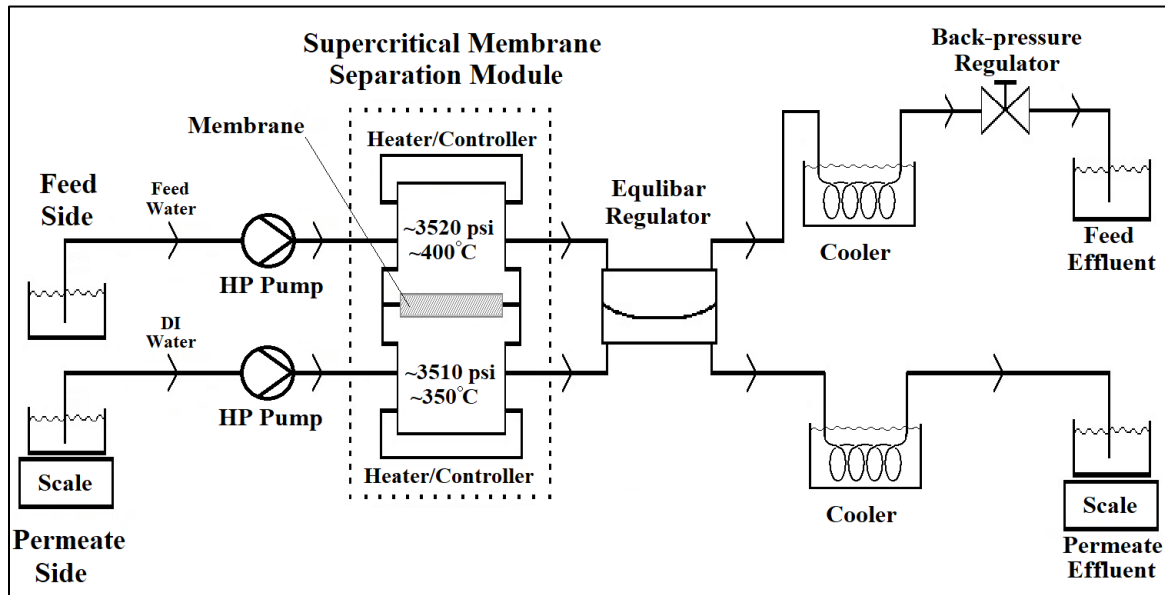 Supercritical Membrane
Separation Module
Back-pressure
Regulator
Membrane
Heater/Controller
Feed
Side
Feed
Water
~3520 psi
~400°C
Equlibar
Regulator
HP Pump
Cooler
Feed
Effluent
DI
Water
~3510 psi
~350°C
HP Pump
Scale
Heater/Controller
Cooler
Scale
Permeate
Side
Permeate
Effluent